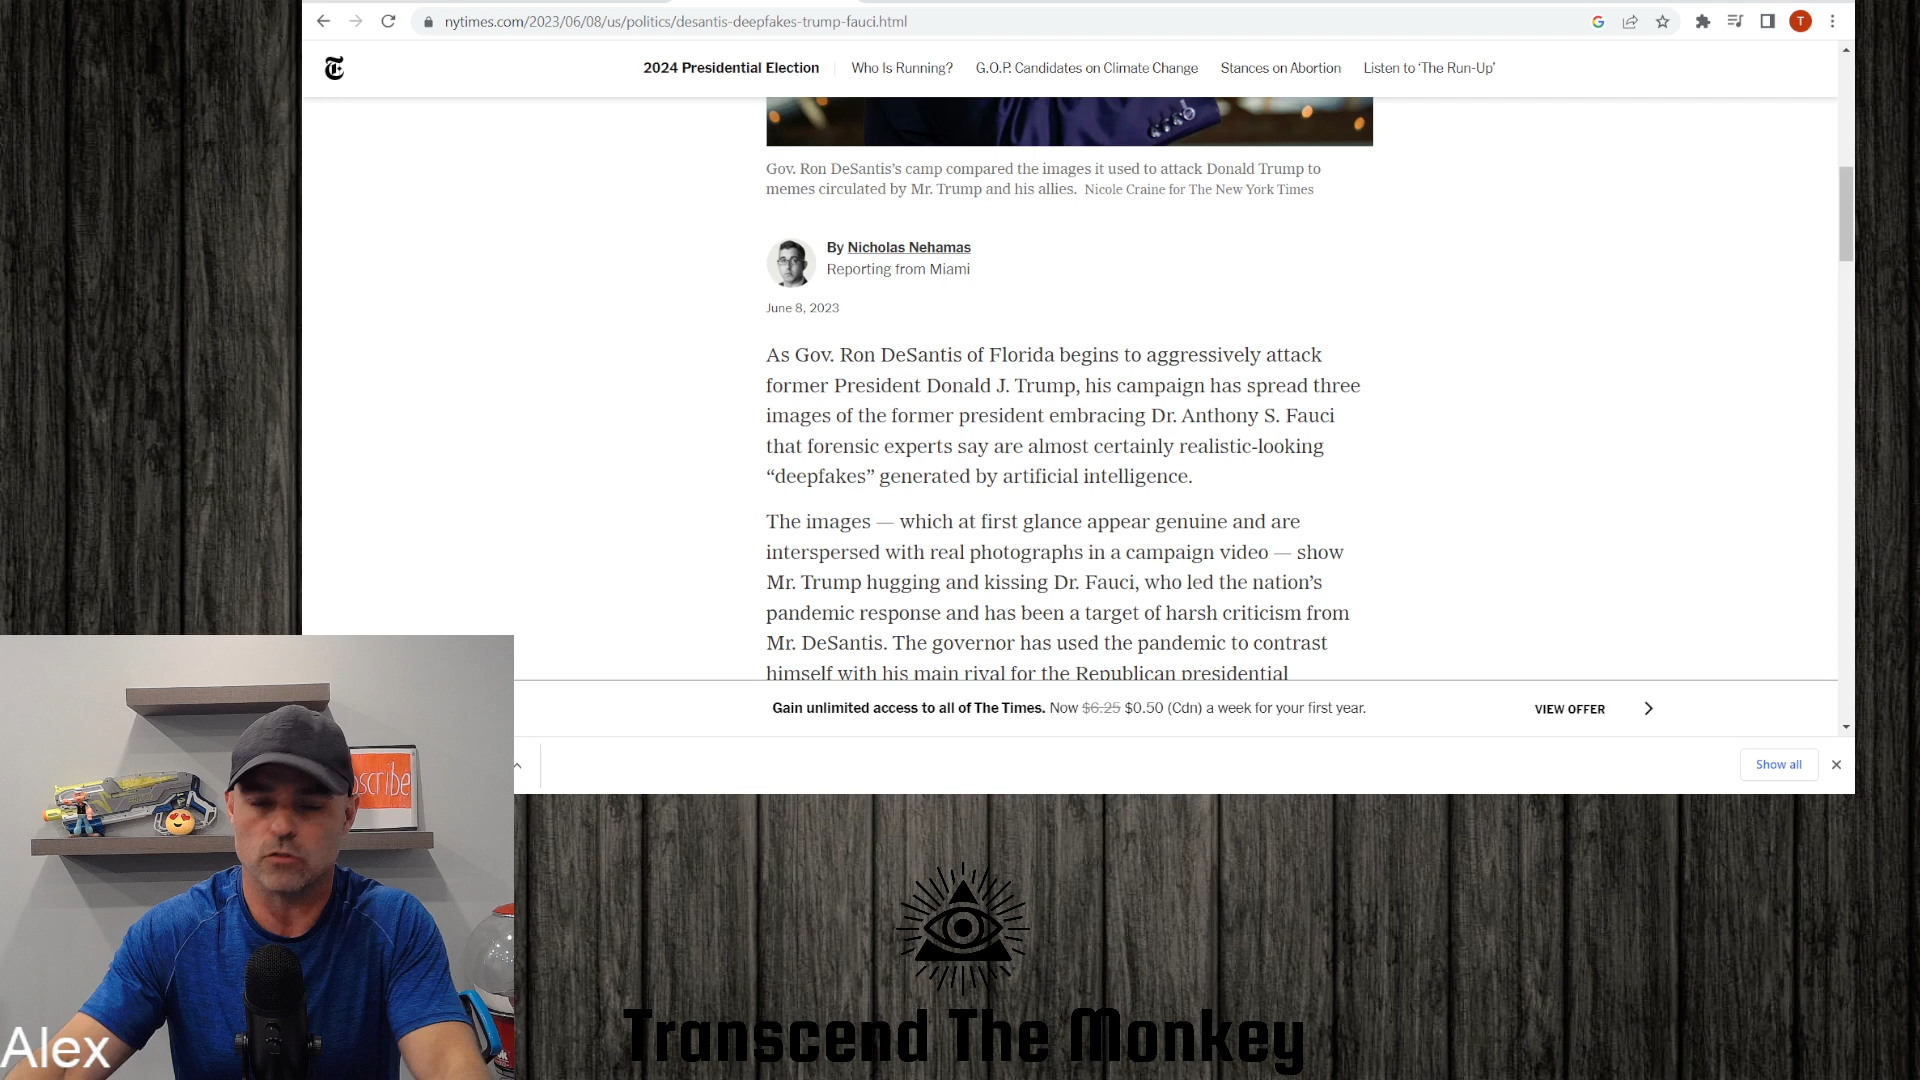 nytimes.com/2023/06/08/us/politics/desantis-deepfakes-trump-fauci.html
T
2024 Presidential Election
Who Is Running?
G.O.P. Candidates on Climate Change
Stances on Abortion
Listen to ‘The Run-Up’
Gov. Ron DeSantis’s camp compared the images it used to attack Donald Trump to
memes circulated by Mr. Trump and his allies. Nicole Craine for The New York Times
By Nicholas Nehamas
Reporting from Miami
June 8, 2023
As Gov. Ron DeSantis of Florida begins to aggressively attack
former President Donald J. Trump, his campaign has spread three
images of the former president embracing Dr. Anthony S. Fauci
that forensic experts say are almost certainly realistic-looking
“deepfakes” generated by artificial intelligence.
The images — which at first glance appear genuine and are
interspersed with real photographs in a campaign video — show
Mr. Trump hugging and kissing Dr. Fauci, who led the nation’s
pandemic response and has been a target of harsh criticism from
Mr. DeSantis. The governor has used the pandemic to contrast
himself with his main rival for the Republican presidential
Gain unlimited access to all of The Times. Now $6.25 $0.50 (Cdn) a week for your first year.
VIEW OFFER
Show all
scribe
Alex
Transcend The Monkey